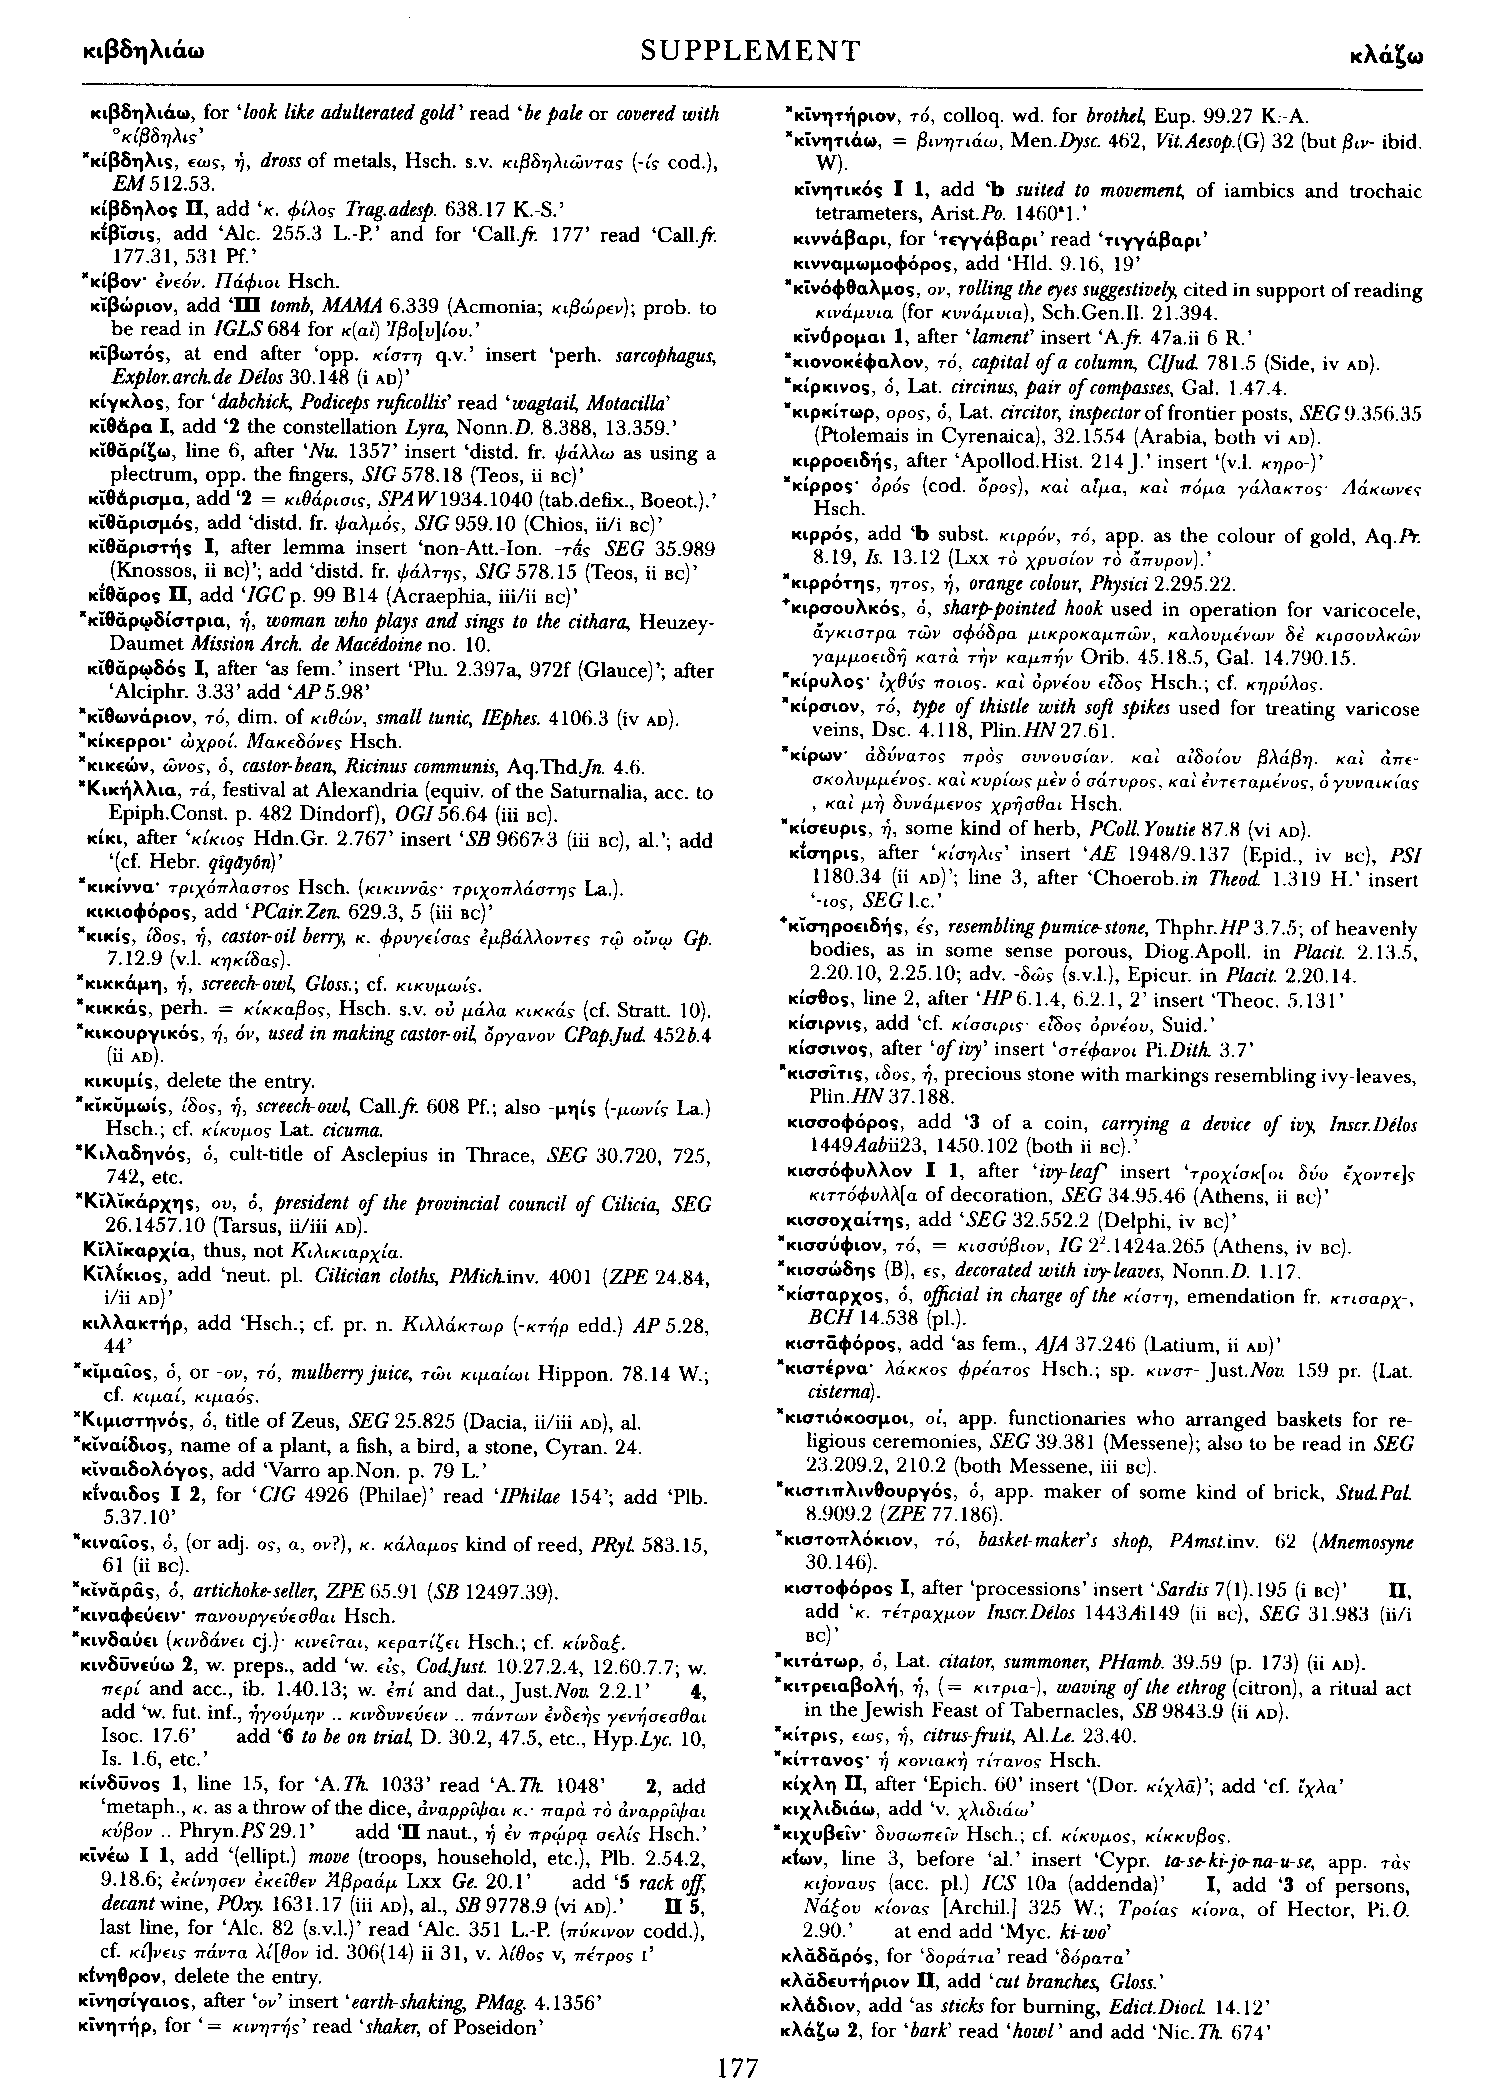 κιβδηλιάω
SUPPLEMENT
κλάζω
κιβδηλιάω, for ‘look like adulterated gold’ read ‘be pale or covered with
°κίβδηλις’
*κίβδηλις, εως, ἡ, dross of metals, Hsch. s.v. κιβδηλιῶντας (-ίς cod.),
EM 512.53.
κίβδηλος II, add ‘κ. φίλος Trag.adesp. 638.17 K.-S.’
κίβῐσις, add ‘Alc. 255.3 L.-P.’ and for ‘Call.fr. 177’ read ‘Call.fr.
177.31, 531 Pf.’
*κίβον· ἐνεόν. Πάφιοι Hsch.
κῐβώριον, add ‘III tomb, MAMA 6.339 (Acmonia; κιβώρεν); prob. to
be read in IGLS 684 for κ(αὶ) Ἰβο[υ]ίου.’
κῑβωτός, at end after ‘opp. κίστη q.v.’ insert ‘perh. sarcophagus,
Explor.arch.de Délos 30.148 (i AD)’
κίγκλος, for ‘dabchick, Podiceps ruficollis’ read ‘wagtail, Motacilla’
κῐθάρα I, add ‘2 the constellation Lyra, Nonn.D. 8.388, 13.359.’
κῐθᾰρίζω, line 6, after ‘Nu. 1357’ insert ‘distd. fr. ψάλλω as using a
plectrum, opp. the fingers, SIG 578.18 (Teos, ii BC)’
κῐθάρισμα, add ‘2 = κιθάρισις, SPAW 1934.1040 (tab.defix., Boeot.).’
κῐθᾰρισμός, add ‘distd. fr. ψαλμός, SIG 959.10 (Chios, ii/i BC)’
κῐθᾰριστής I, after lemma insert ‘non-Att.-Ion. -τάς SEG 35.989
(Knossos, ii BC)’; add ‘distd. fr. ψάλτης, SIG 578.15 (Teos, ii BC)’
κίθᾰρος II, add ‘IGC p. 99 B14 (Acraephia, iii/ii BC)’
*κῐθᾰρῳδίστρια, ἡ, woman who plays and sings to the cithara, Heuzey-
Daumet Mission Arch. de Macédoine no. 10.
κῐθᾰρῳδός I, after ‘as fem.’ insert ‘Plu. 2.397a, 972f (Glauce)’; after
‘Alciphr. 3.33’ add ‘AP 5.98’
*κῐθωνάριον, τό, dim. of κιθών, small tunic, IEphes. 4106.3 (iv AD).
*κίκερροι· ὠχροί. Μακεδόνες Hsch.
*κικεών, ῶνος, ὁ, castor-bean, Ricinus communis, Aq.Thd.Jn. 4.6.
*Κικήλλια, τά, festival at Alexandria (equiv. of the Saturnalia, acc. to
Epiph.Const. p. 482 Dindorf), OGI 56.64 (iii BC).
κίκι, after ‘κίκιος Hdn.Gr. 2.767’ insert ‘SB 9667·3 (iii BC), al.’; add
‘(cf. Hebr. qîqāyôn)’
*κικίννα· τριχόπλαστος Hsch. (κικιννᾶς· τριχοπλάστης La.).
κικιοφόρος, add ‘PCair.Zen. 629.3, 5 (iii BC)’
*κικίς, ίδος, ἡ, castor-oil berry, κ. φρυγείσας ἐμβάλλοντες τῷ οἴνῳ Gp.
7.12.9 (v.l. κηκίδας).
*κικκάμη, ἡ, screech-owl, Gloss.; cf. κικυμωίς.
*κικκάς, perh. = κίκκαβος, Hsch. s.v. οὐ μάλα κικκάς (cf. Stratt. 10).
*κικουργικός, ή, όν, used in making castor-oil, ὄργανον CPap.Jud. 452b.4
(ii AD).
κικυμίς, delete the entry.
*κῐκῠμωίς, ίδος, ἡ, screech-owl, Call.fr. 608 Pf.; also -μηίς (-μωνίς La.)
Hsch.; cf. κίκυμος Lat. cicuma.
*Κιλαδηνός, ὁ, cult-title of Asclepius in Thrace, SEG 30.720, 725,
742, etc.
*Κῐλῐκάρχης, ου, ὁ, president of the provincial council of Cilicia, SEG
26.1457.10 (Tarsus, ii/iii AD).
Κῐλῐκαρχία, thus, not Κιλικιαρχία.
Κῐλίκιος, add ‘neut. pl. Cilician cloths, PMich.inv. 4001 (ZPE 24.84,
i/ii AD)’
κιλλακτήρ, add ‘Hsch.; cf. pr. n. Κιλλάκτωρ (-κτήρ edd.) AP 5.28,
44’
*κῐμαῖος, ὁ, or -ον, τό, mulberry juice, τῶι κιμαίωι Hippon. 78.14 W.;
cf. κιμαί, κιμαός.
*Κιμιστηνός, ὁ, title of Zeus, SEG 25.825 (Dacia, ii/iii AD), al.
*κῐναίδιος, name of a plant, a fish, a bird, a stone, Cyran. 24.
κῐναιδολόγος, add ‘Varro ap.Non. p. 79 L.’
κίναιδος I 2, for ‘CIG 4926 (Philae)’ read ‘IPhilae 154’; add ‘Plb.
5.37.10’
*κιναῖος, ὁ, (or adj. ος, α, ον?), κ. κάλαμος kind of reed, PRyl. 583.15,
61 (ii BC).
*κῐνᾰρᾶς, ὁ, artichoke-seller, ZPE 65.91 (SB 12497.39).
*κιναφεύειν· πανουργεύεσθαι Hsch.
*κινδαύει (κινδάνει cj.)· κινεῖται, κερατίζει Hsch.; cf. κίνδαξ.
κινδῡνεύω 2, w. preps., add ‘w. εἰς, Cod.Just. 10.27.2.4, 12.60.7.7; w.
περί and acc., ib. 1.40.13; w. ἐπί and dat., Just.Nov. 2.2.1’ 4,
add ‘w. fut. inf., ἡγούμην .. κινδυνεύειν .. πάντων ἐνδεὴς γενήσεσθαι
Isoc. 17.6’ add ‘6 to be on trial, D. 30.2, 47.5, etc., Hyp.Lyc. 10,
Is. 1.6, etc.’
κίνδῡνος 1, line 15, for ‘A.Th. 1033’ read ‘A.Th. 1048’ 2, add
‘metaph., κ. as a throw of the dice, ἀναρρῖψαι κ.· παρὰ τὸ ἀναρρῖψαι
κύβον .. Phryn.PS 29.1’ add ‘II naut., ἡ ἐν πρῴρᾳ σελίς Hsch.’
κῑνέω I 1, add ‘(ellipt.) move (troops, household, etc.), Plb. 2.54.2,
9.18.6; ἐκίνησεν ἐκεῖθεν Ἀβραάμ LXX Ge. 20.1’ add ‘5 rack off,
decant wine, POxy. 1631.17 (iii AD), al., SB 9778.9 (vi AD).’ II 5,
last line, for ‘Alc. 82 (s.v.l.)’ read ‘Alc. 351 L.-P. (πύκινον codd.),
cf. κί]νεις πάντα λί[θον id. 306(14) ii 31, v. λίθος v, πέτρος ι’
κίνηθρον, delete the entry.
κῑνησίγαιος, after ‘ον’ insert ‘earth-shaking, PMag. 4.1356’
κῑνητήρ, for ‘= κινητής’ read ‘shaker, of Poseidon’
*κῑνητήριον, τό, colloq. wd. for brothel, Eup. 99.27 K.-A.
*κῑνητιάω, = βινητιάω, Men.Dysc. 462, Vit.Aesop.(G) 32 (but βιν- ibid.
W).
κῑνητικός I 1, add ‘b suited to movement, of iambics and trochaic
tetrameters, Arist.Po. 1460ᵃ1.’
κιννάβαρι, for ‘τεγγάβαρι’ read ‘τιγγάβαρι’
κινναμωμοφόρος, add ‘Hld. 9.16, 19’
*κῑνόφθαλμος, ον, rolling the eyes suggestively, cited in support of reading
κινάμυια (for κυνάμυια), Sch.Gen.Il. 21.394.
κῑνύρομαι 1, after ‘lament’ insert ‘A.fr. 47a.ii 6 R.’
*κιονοκέφαλον, τό, capital of a column, CIJud. 781.5 (Side, iv AD).
*κίρκινος, ὁ, Lat. circinus, pair of compasses, Gal. 1.47.4.
*κιρκίτωρ, ορος, ὁ, Lat. circitor, inspector of frontier posts, SEG 9.356.35
(Ptolemais in Cyrenaica), 32.1554 (Arabia, both vi AD).
κιρροειδής, after ‘Apollod.Hist. 214 J.’ insert ‘(v.l. κηρο-)’
*κίρρος· ὀρός (cod. ὄρος), καὶ αἷμα, καὶ πόμα γάλακτος· Λάκωνες
Hsch.
κιρρός, add ‘b subst. κιρρόν, τό, app. as the colour of gold, Aq.Pr.
8.19, Is. 13.12 (LXX τὸ χρυσίον τὸ ἄπυρον).’
*κιρρότης, ητος, ἡ, orange colour, Physici 2.295.22.
⁺κιρσουλκός, ὁ, sharp-pointed hook used in operation for varicocele,
ἄγκιστρα τῶν σφόδρα μικροκαμπῶν, καλουμένων δὲ κιρσουλκῶν
γαμμοειδῆ κατὰ τὴν καμπήν Orib. 45.18.5, Gal. 14.790.15.
*κίρυλος· ἰχθύς ποιος. καὶ ὀρνέου εἶδος Hsch.; cf. κηρύλος.
*κίρσιον, τό, type of thistle with soft spikes used for treating varicose
veins, Dsc. 4.118, Plin.HN 27.61.
*κίρων· ἀδύνατος πρὸς συνουσίαν. καὶ αἰδοίου βλάβη. καὶ ἀπε-
σκολυμμένος. καὶ κυρίως μὲν ὁ σάτυρος, καὶ ἐντεταμένος, ὁ γυναικίας
, καὶ μὴ δυνάμενος χρῆσθαι Hsch.
*κίσευρις, ἡ, some kind of herb, PColl.Youtie 87.8 (vi AD).
κίσηρις, after ‘κίσηλις’ insert ‘AE 1948/9.137 (Epid., iv BC), PSI
1180.34 (ii AD)’; line 3, after ‘Choerob.in Theod. 1.319 H.’ insert
‘-ιος, SEG l.c.’
⁺κῐσηροειδής, ές, resembling pumice-stone, Thphr.HP 3.7.5; of heavenly
bodies, as in some sense porous, Diog.Apoll. in Placit. 2.13.5,
2.20.10, 2.25.10; adv. -δῶς (s.v.l.), Epicur. in Placit. 2.20.14.
κίσθος, line 2, after ‘HP 6.1.4, 6.2.1, 2’ insert ‘Theoc. 5.131’
κίσιρνις, add ‘cf. κίσσιρις· εἶδος ὀρνέου, Suid.’
κίσσινος, after ‘of ivy’ insert ‘στέφανοι Pi.Dith. 3.7’
*κισσῖτις, ιδος, ἡ, precious stone with markings resembling ivy-leaves,
Plin.HN 37.188.
κισσοφόρος, add ‘3 of a coin, carrying a device of ivy, Inscr.Délos
1449Aabii23, 1450.102 (both ii BC).’
κισσόφυλλον I 1, after ‘ivy-leaf’ insert ‘τροχίσκ[οι δύο ἔχοντε]ς
κιττόφυλλ[α of decoration, SEG 34.95.46 (Athens, ii BC)’
κισσοχαίτης, add ‘SEG 32.552.2 (Delphi, iv BC)’
*κισσύφιον, τό, = κισσύβιον, IG 2².1424a.265 (Athens, iv BC).
*κισσώδης (B), ες, decorated with ivy-leaves, Nonn.D. 1.17.
*κίσταρχος, ὁ, official in charge of the κίστη, emendation fr. κτισαρχ-,
BCH 14.538 (pl.).
κιστᾱφόρος, add ‘as fem., AJA 37.246 (Latium, ii AD)’
*κιστέρνα· λάκκος φρέατος Hsch.; sp. κινστ- Just.Nov. 159 pr. (Lat.
cisterna).
*κιστιόκοσμοι, οἱ, app. functionaries who arranged baskets for re-
ligious ceremonies, SEG 39.381 (Messene); also to be read in SEG
23.209.2, 210.2 (both Messene, iii BC).
*κιστιπλινθουργός, ὁ, app. maker of some kind of brick, Stud.Pal.
8.909.2 (ZPE 77.186).
*κιστοπλόκιον, τό, basket-maker's shop, PAmst.inv. 62 (Mnemosyne
30.146).
κιστοφόρος I, after ‘processions’ insert ‘Sardis 7(1).195 (i BC)’ II,
add ‘κ. τέτραχμον Inscr.Délos 1443Ai149 (ii BC), SEG 31.983 (ii/i
BC)’
*κιτάτωρ, ὁ, Lat. citator, summoner, PHamb. 39.59 (p. 173) (ii AD).
*κιτρειαβολή, ἡ, (= κιτρια-), waving of the ethrog (citron), a ritual act
in the Jewish Feast of Tabernacles, SB 9843.9 (ii AD).
*κίτρις, εως, ἡ, citrus-fruit, Al.Le. 23.40.
*κίττανος· ἡ κονιακὴ τίτανος Hsch.
κίχλη II, after ‘Epich. 60’ insert ‘(Dor. κίχλᾱ)’; add ‘cf. ἴχλα’
κιχλιδιάω, add ‘v. χλιδιάω’
*κιχυβεῖν· δυσωπεῖν Hsch.; cf. κίκυμος, κίκκυβος.
κίων, line 3, before ‘al.’ insert ‘Cypr. ta-se-ki-jo-na-u-se, app. τὰς
κιjοναυς (acc. pl.) ICS 10a (addenda)’ I, add ‘3 of persons,
Νάξου κίονας [Archil.] 325 W.; Τροίας κίονα, of Hector, Pi.O.
2.90.’ at end add ‘Myc. ki-wo’
κλᾰδᾰρός, for ‘δοράτια’ read ‘δόρατα’
κλᾰδευτήριον II, add ‘cut branches, Gloss.’
κλάδιον, add ‘as sticks for burning, Edict.Diocl. 14.12’
κλάζω 2, for ‘bark’ read ‘howl’ and add ‘Nic.Th. 674’
177